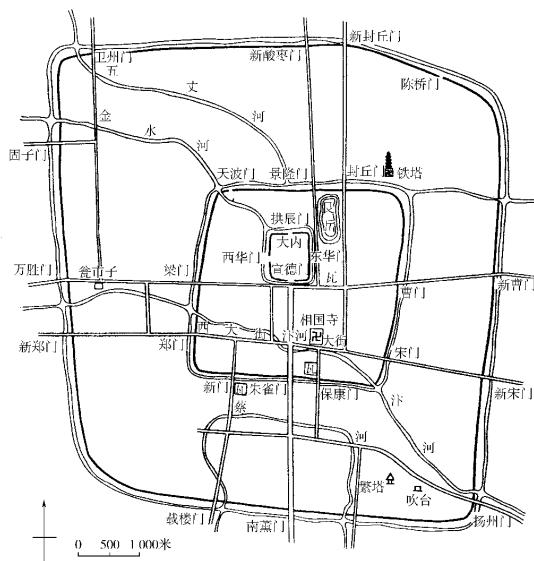 新封丘门
卫州门
新酸枣门
五
丈
河
陈桥门
金
水
河
固子门
天波门
景隆门
封丘门
铁塔
拱辰门
艮
岳
大内
西华门
东华门
宣德门
瓦
万胜门
瓮市子
梁门
曹门
新曹门
相国寺
卍
西大街
汴河
大街
新郑门
郑门
宋门
瓦
新门
瓦
朱雀门
保康门
汴
河
新宋门
蔡
河
繁塔
吹台
戴楼门
南薰门
扬州门
0 500 1000米